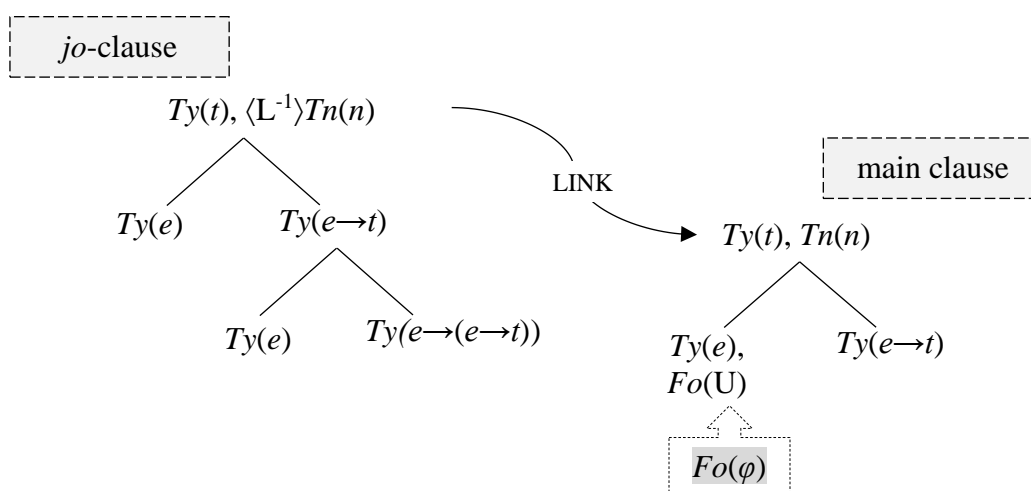 jo-clause
Ty(t), ⟨L⁻¹⟩Tn(n)
LINK
main clause
Ty(e) Ty(e→t)
Ty(t), Tn(n)
Ty(e) Ty(e→(e→t))
Ty(e), Ty(e→t)
Fo(U)
Fo(φ)